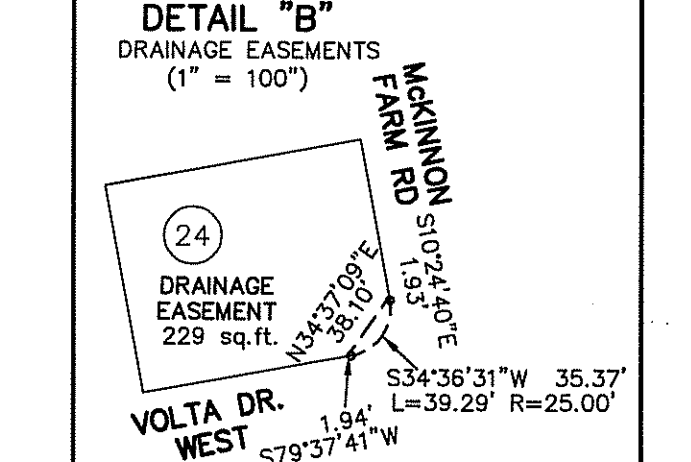 DETAIL "B"
DRAINAGE EASEMENTS
(1" = 100")
McKINNON
FARM RD
S10°24'40"E
1.93'
24
DRAINAGE
EASEMENT
229 sq.ft.
N34°37'09"E
38.10'
S34°36'31"W 35.37'
L=39.29' R=25.00'
VOLTA DR.
WEST
1.94'
S79°37'41"W